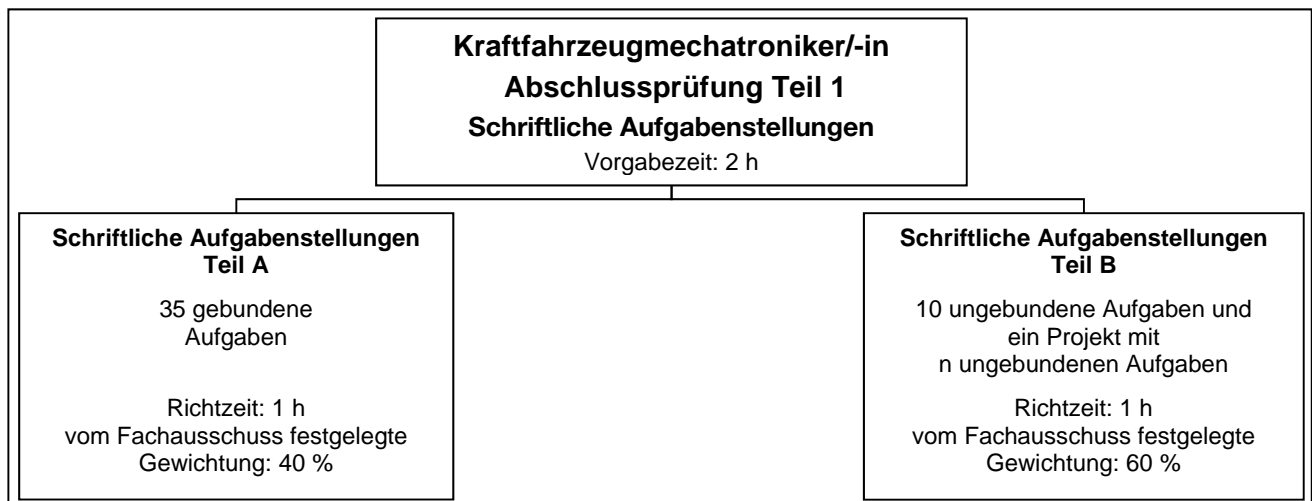 Kraftfahrzeugmechatroniker/-in
Abschlussprüfung Teil 1
Schriftliche Aufgabenstellungen
Vorgabezeit: 2 h
Schriftliche Aufgabenstellungen
Teil A
35 gebundene
Aufgaben
Richtzeit: 1 h
vom Fachausschuss festgelegte
Gewichtung: 40 %
Schriftliche Aufgabenstellungen
Teil B
10 ungebundene Aufgaben und
ein Projekt mit
n ungebundenen Aufgaben
Richtzeit: 1 h
vom Fachausschuss festgelegte
Gewichtung: 60 %